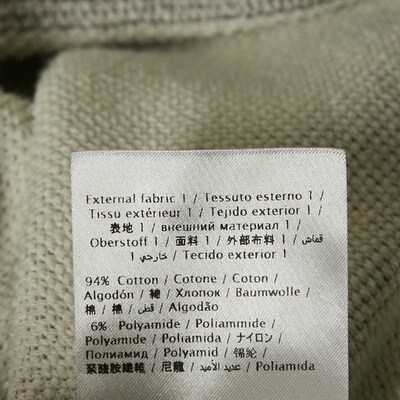 External fabric 1 / Tessuto esterno 1 /
Tissu extérieur 1 / Tejido exterior 1 /
表地 1 / внешний материал 1 /
Oberstoff 1 / 面料 1 / 外部布料 1 / قماش
خارجي 1 / Tecido exterior 1
94% Cotton / Cotone / Coton /
Algodón / 綿 / Хлопок / Baumwolle /
棉 / 棉 / قطن / Algodão
6% Polyamide / Poliammide /
Polyamide / Poliamida / ナイロン /
Полиамид / Polyamid / 锦纶 /
聚醯胺纖維 / 尼龍 / عديد الأميد / Poliamida